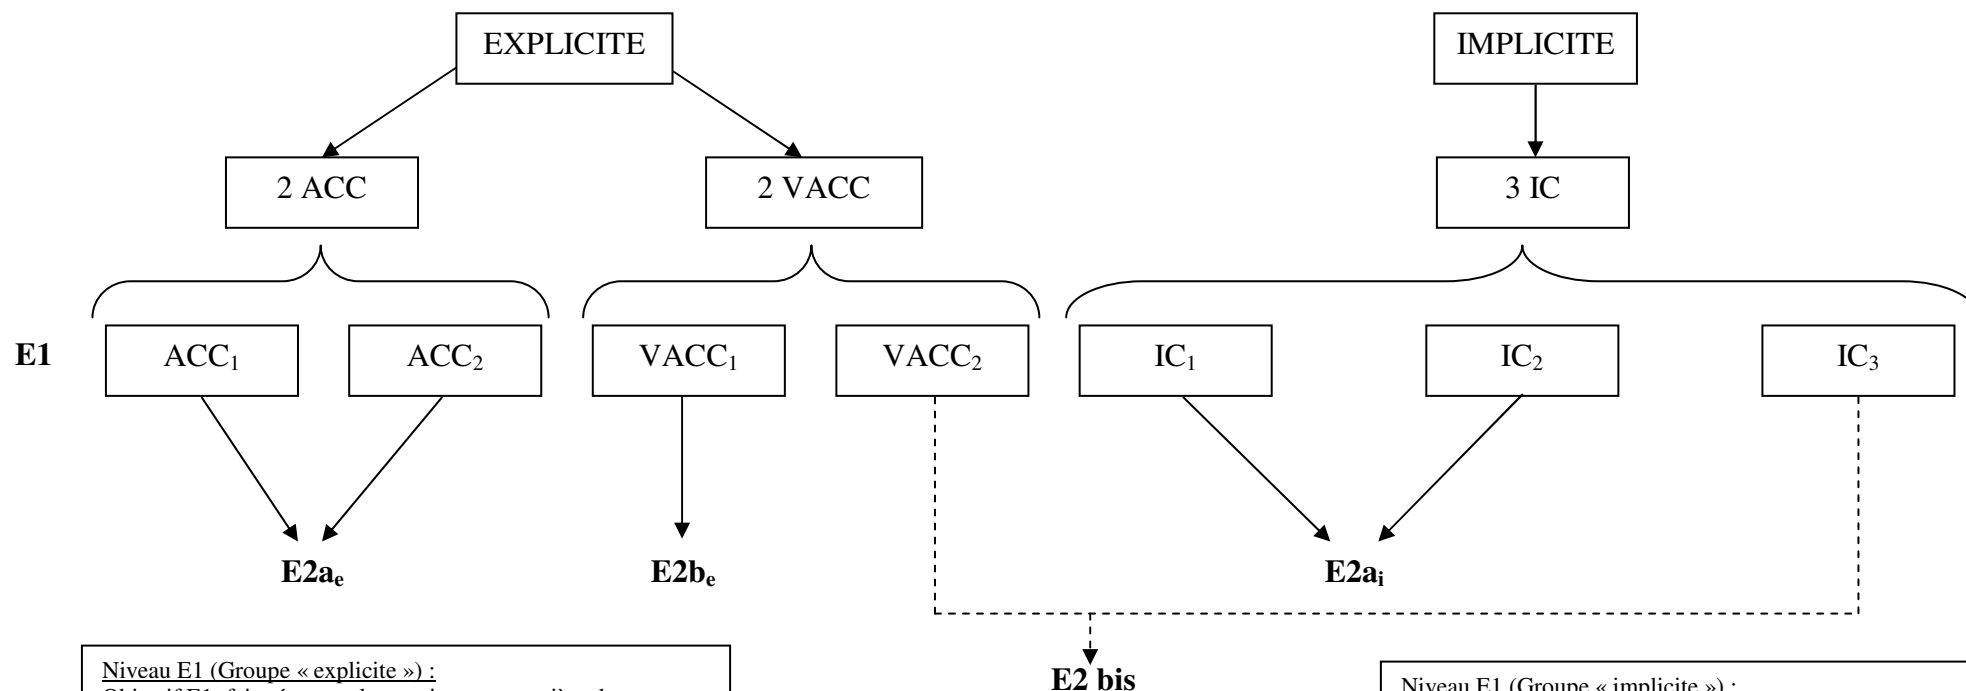 EXPLICITE IMPLICITE
2 ACC 2 VACC 3 IC
E1 ACC₁ ACC₂ VACC₁ VACC₂ IC₁ IC₂ IC₃
E2aₑ E2bₑ E2aᵢ
E2 bis
Niveau E1 (Groupe « explicite ») :
Niveau E1 (Groupe « implicite ») :